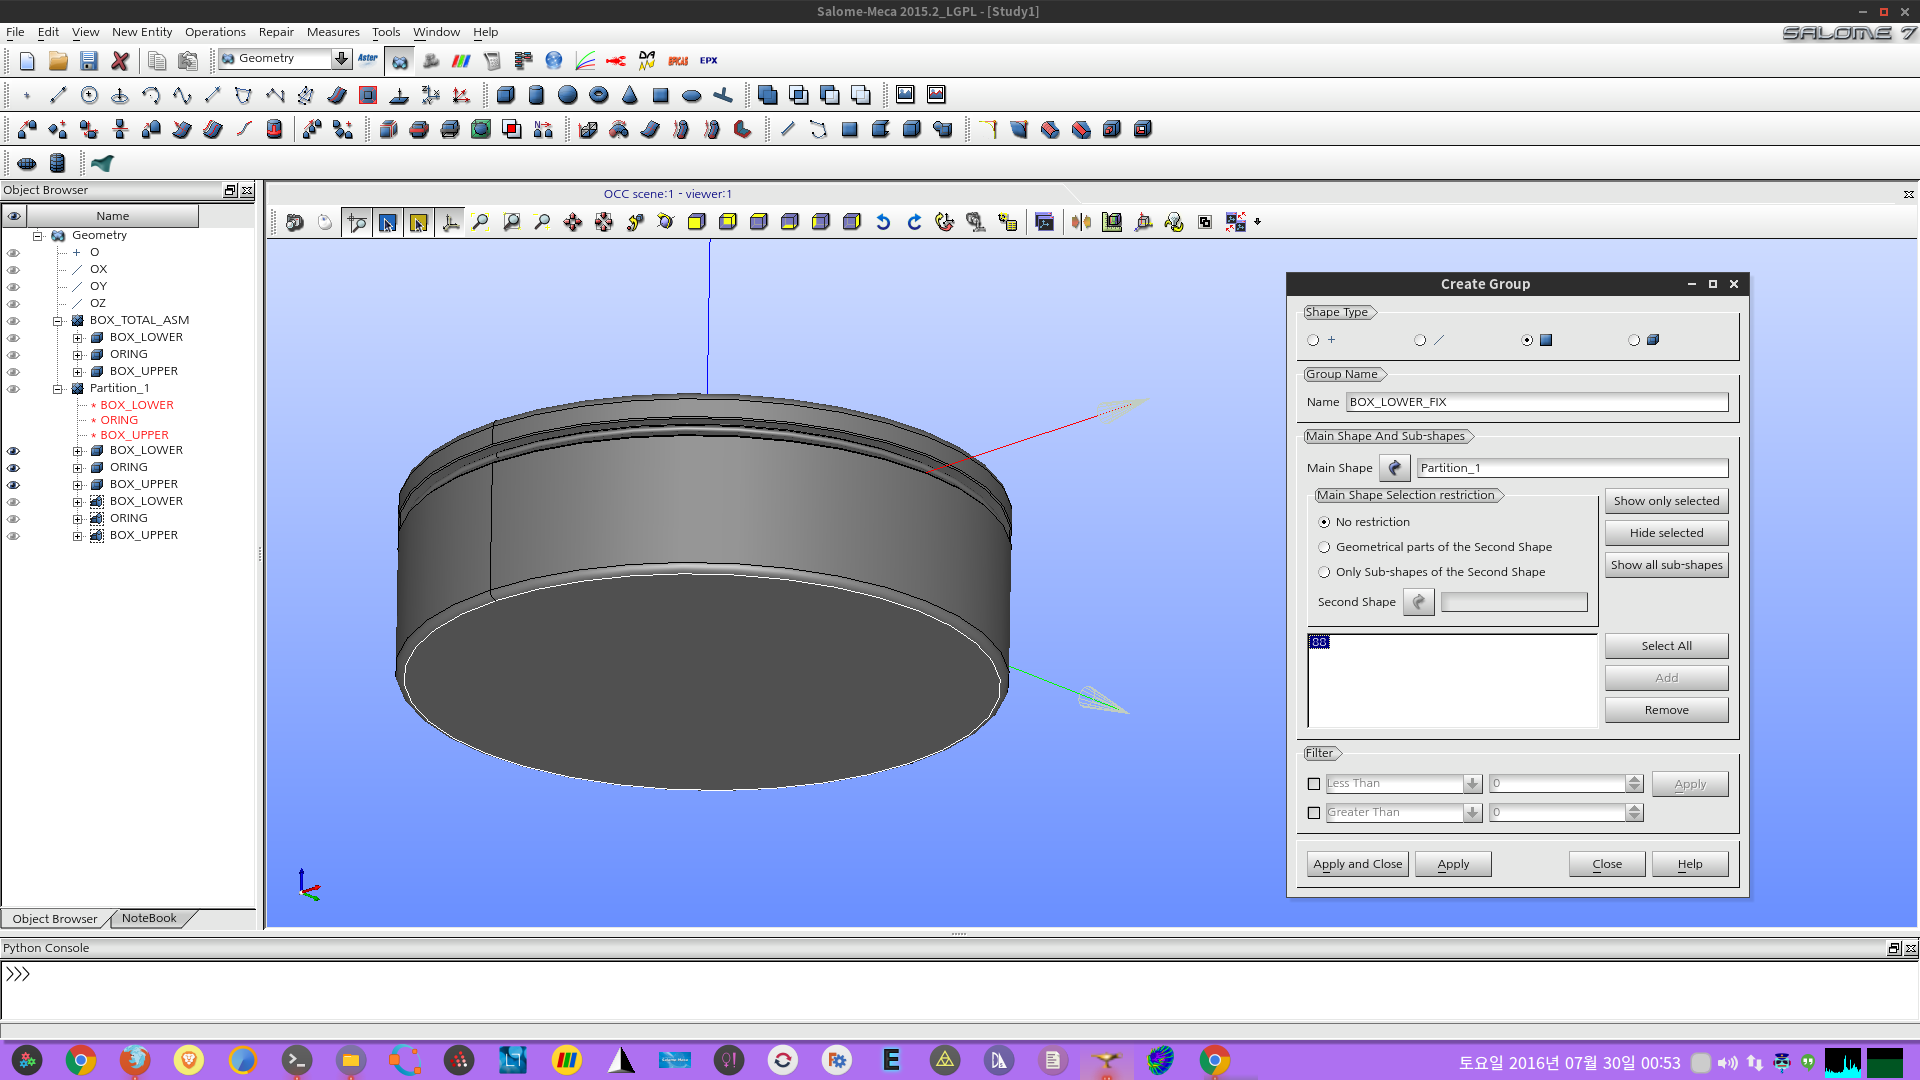 Salome-Meca 2015.2_LGPL - [Study1]
File Edit View New Entity Operations Repair Measures Tools Window Help
SALOME 7
Geometry
Aster
EPX
Object Browser
OCC scene:1 - viewer:1
Name
Geometry
O
OX
OY
OZ
BOX_TOTAL_ASM
BOX_LOWER
ORING
BOX_UPPER
Partition_1
* BOX_LOWER
* ORING
* BOX_UPPER
BOX_LOWER
ORING
BOX_UPPER
BOX_LOWER
ORING
BOX_UPPER
Object Browser
NoteBook
Create Group
Shape Type
Group Name
Name BOX_LOWER_FIX
Main Shape And Sub-shapes
Main Shape Partition_1
Main Shape Selection restriction
No restriction
Geometrical parts of the Second Shape
Only Sub-shapes of the Second Shape
Second Shape
Show only selected
Hide selected
Show all sub-shapes
Select All
Add
Remove
Filter
Less Than 0 Apply
Greater Than 0
Apply and Close Apply Close Help
Python Console
>>>
토요일 2016년 07월 30일 00:53